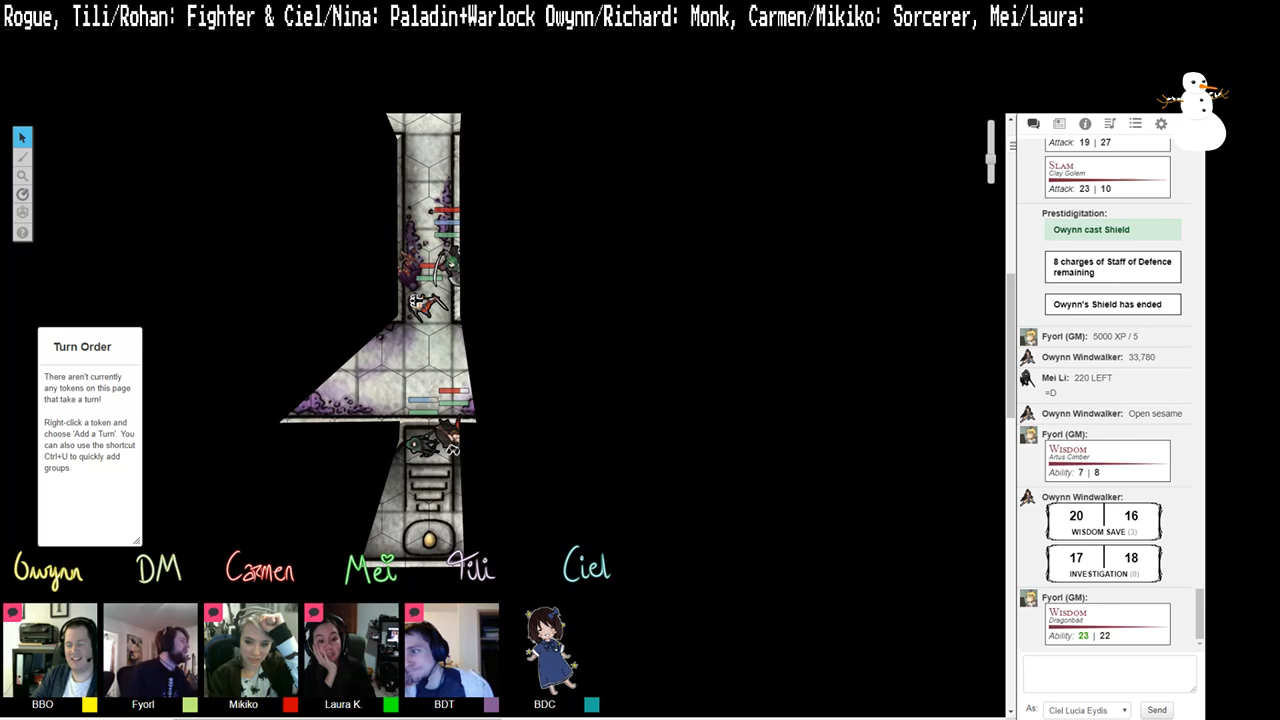 Rogue, Tili/Rohan: Fighter & Ciel/Nina: Paladin+Warlock Owynn/Richard: Monk, Carmen/Mikiko: Sorcerer, Mei/Laura:
Attack: 19 | 27
SLAM
Clay Golem
Attack: 23 | 10
Prestidigitation:
Owynn cast Shield
8 charges of Staff of Defence
remaining
Owynn's Shield has ended
Fyorl (GM): 5000 XP / 5
Owynn Windwalker: 33,780
Mei Li: 220 LEFT
=D
Owynn Windwalker: Open sesame
Fyorl (GM):
WISDOM
Artus Cimber
Ability: 7 | 8
Owynn Windwalker:
20 | 16
WISDOM SAVE (3)
17 | 18
INVESTIGATION (0)
Fyorl (GM):
WISDOM
Dragonbait
Ability: 23 | 22
As: Ciel Lucia Eydis
Send
Turn Order
There aren't currently
any tokens on this page
that take a turn!
Right-click a token and
choose 'Add a Turn'. You
can also use the shortcut
Ctrl+U to quickly add
groups.
Owynn DM Carmen Mei Tili Ciel
BBO Fyorl Mikiko Laura K. BDT BDC